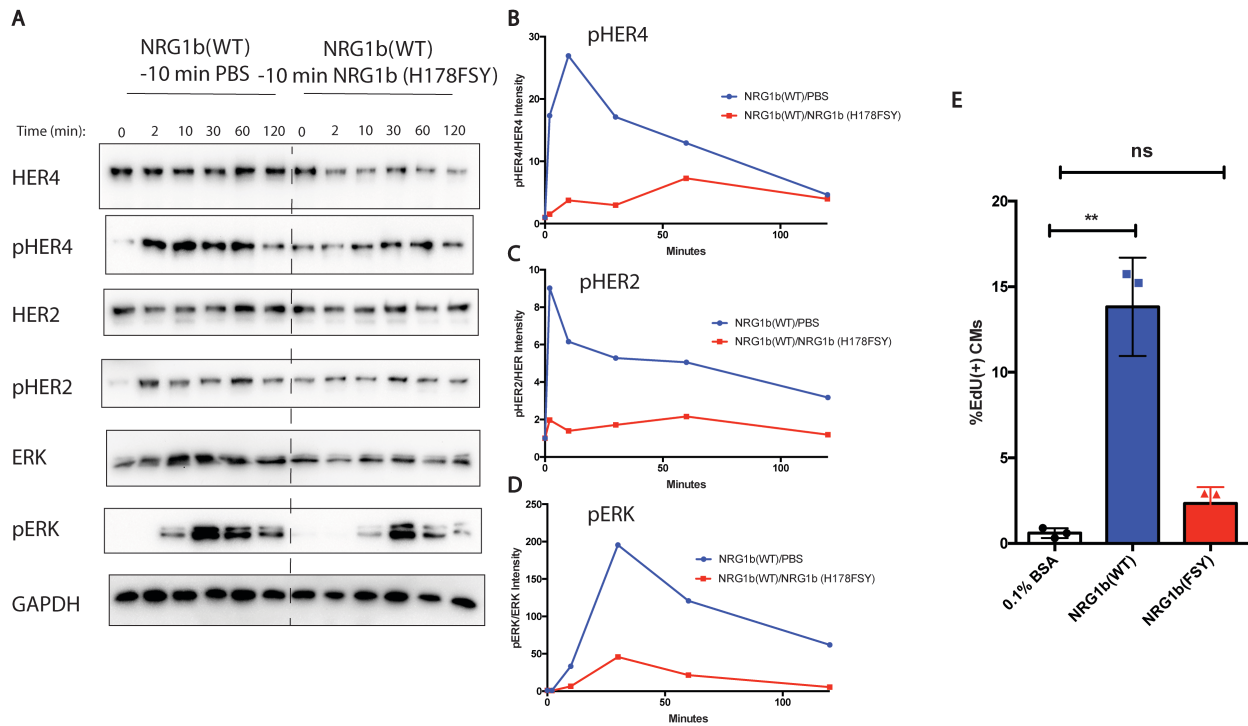 A
NRG1b(WT)
-10 min PBS
NRG1b(WT)
-10 min NRG1b (H178FSY)
Time (min): 0 2 10 30 60 120 0 2 10 30 60 120
HER4
pHER4
HER2
pHER2
ERK
pERK
GAPDH
B
pHER4
pHER4/HER4 Intensity
30
20
10
0
0 50 100
Minutes
NRG1b(WT)/PBS
NRG1b(WT)/NRG1b (H178FSY)
C
pHER2
pHER2/HER Intensity
10
8
6
4
2
0
0 50 100
Minutes
NRG1b(WT)/PBS
NRG1b(WT)/NRG1b (H178FSY)
D
pERK
pERK/ERK Intensity
250
200
150
100
50
0
0 50 100
Minutes
NRG1b(WT)/PBS
NRG1b(WT)/NRG1b (H178FSY)
E
ns
**
%EdU(+) CMs
20
15
10
5
0
0.1% BSA
NRG1b(WT)
NRG1b(FSY)